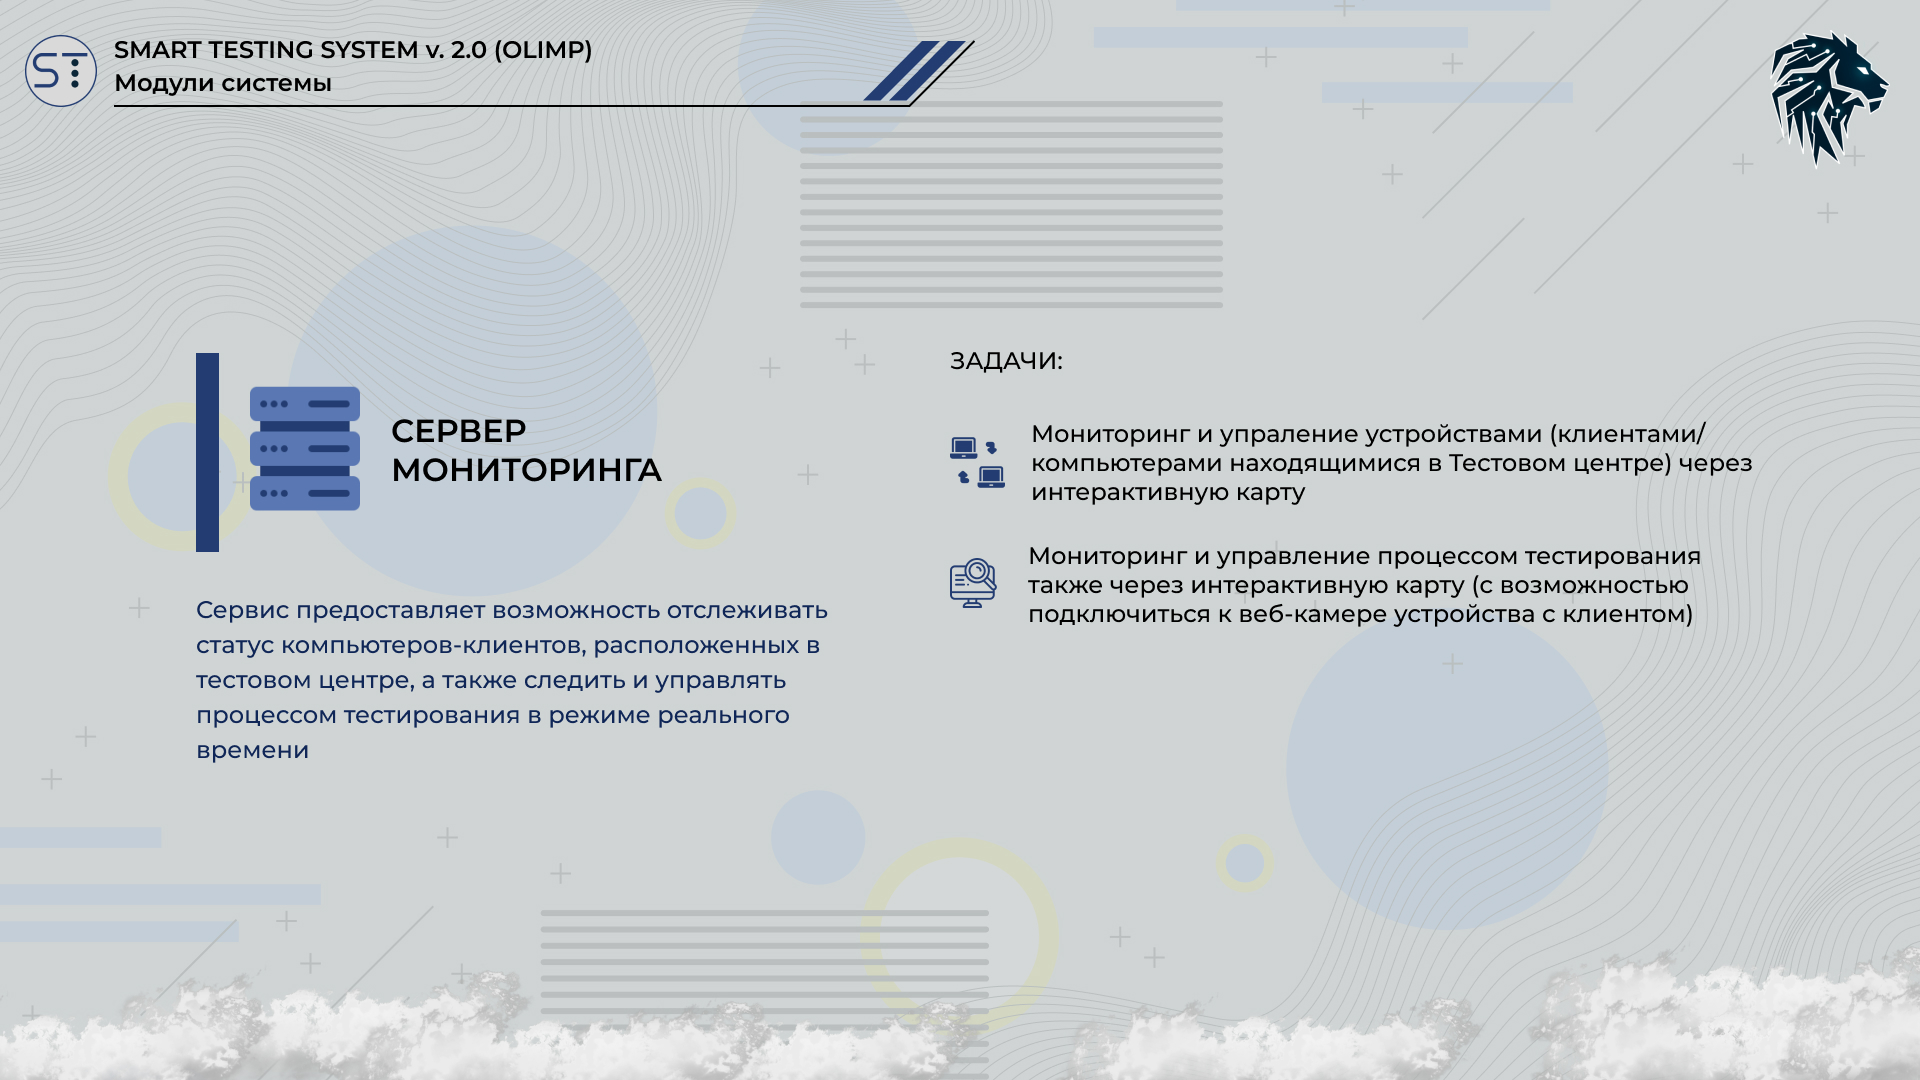 ST
SMART TESTING SYSTEM v. 2.0 (OLIMP)
Модули системы
СЕРВЕР
МОНИТОРИНГА
Сервис предоставляет возможность отслеживать
статус компьютеров-клиентов, расположенных в
тестовом центре, а также следить и управлять
процессом тестирования в режиме реального
времени
ЗАДАЧИ:
Мониторинг и упраление устройствами (клиентами/
компьютерами находящимися в Тестовом центре) через
интерактивную карту
Мониторинг и управление процессом тестирования
также через интерактивную карту (с возможностью
подключиться к веб-камере устройства с клиентом)